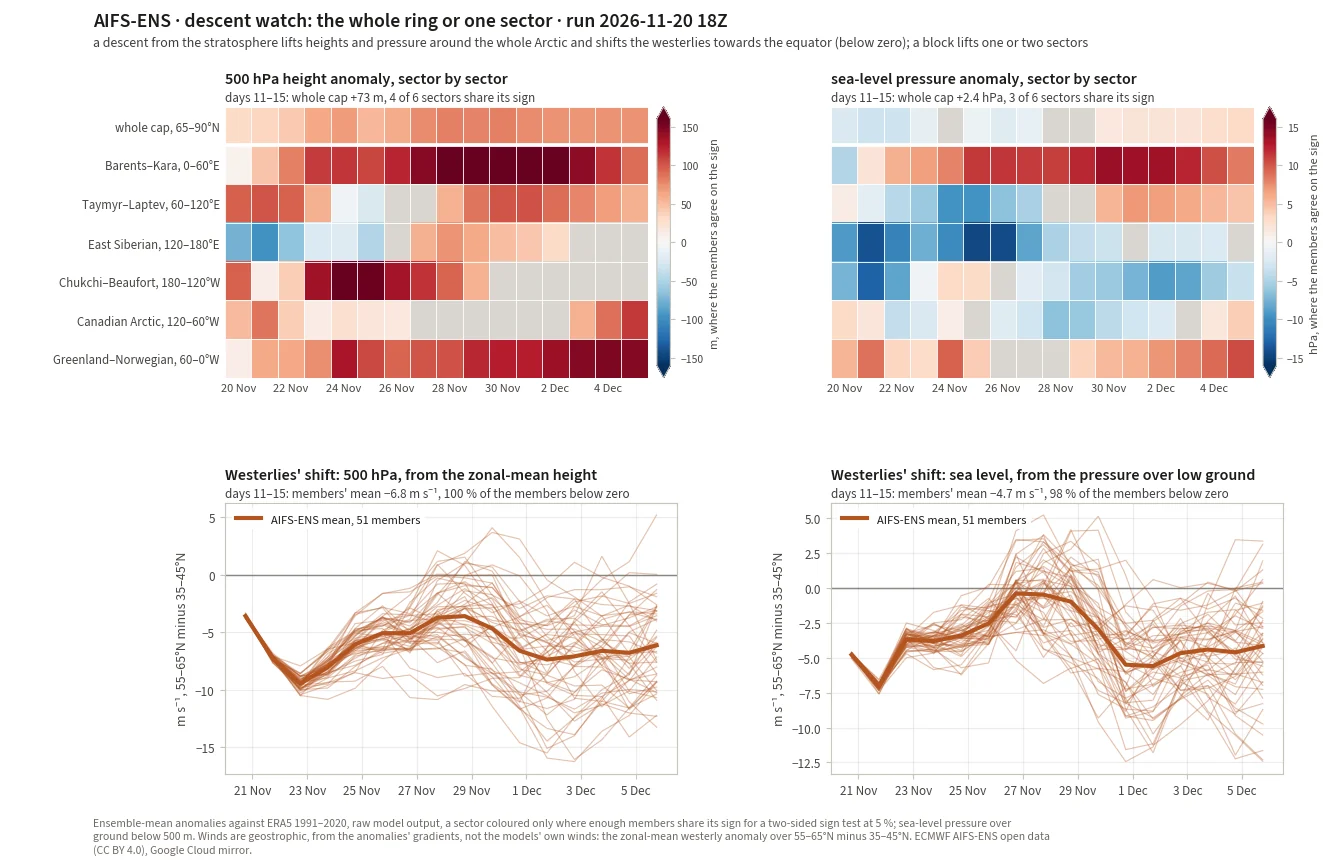 AIFS-ENS · descent watch: the whole ring or one sector · run 2026-11-20 18Z
a descent from the stratosphere lifts heights and pressure around the whole Arctic and shifts the westerlies towards the equator (below zero); a block lifts one or two sectors
500 hPa height anomaly, sector by sector
days 11–15: whole cap +73 m, 4 of 6 sectors share its sign
whole cap, 65–90°N
Barents–Kara, 0–60°E
Taymyr–Laptev, 60–120°E
East Siberian, 120–180°E
Chukchi–Beaufort, 180–120°W
Canadian Arctic, 120–60°W
Greenland–Norwegian, 60–0°W
20 Nov 22 Nov 24 Nov 26 Nov 28 Nov 30 Nov 2 Dec 4 Dec
150
100
50
0
−50
−100
−150
m, where the members agree on the sign
sea-level pressure anomaly, sector by sector
days 11–15: whole cap +2.4 hPa, 3 of 6 sectors share its sign
20 Nov 22 Nov 24 Nov 26 Nov 28 Nov 30 Nov 2 Dec 4 Dec
15
10
5
0
−5
−10
−15
hPa, where the members agree on the sign
Westerlies' shift: 500 hPa, from the zonal-mean height
days 11–15: members' mean −6.8 m s⁻¹, 100 % of the members below zero
AIFS-ENS mean, 51 members
m s⁻¹, 55–65°N minus 35–45°N
5
0
−5
−10
−15
21 Nov 23 Nov 25 Nov 27 Nov 29 Nov 1 Dec 3 Dec 5 Dec
Westerlies' shift: sea level, from the pressure over low ground
days 11–15: members' mean −4.7 m s⁻¹, 98 % of the members below zero
AIFS-ENS mean, 51 members
m s⁻¹, 55–65°N minus 35–45°N
5.0
2.5
0.0
−2.5
−5.0
−7.5
−10.0
−12.5
21 Nov 23 Nov 25 Nov 27 Nov 29 Nov 1 Dec 3 Dec 5 Dec
Ensemble-mean anomalies against ERA5 1991–2020, raw model output, a sector coloured only where enough members share its sign for a two-sided sign test at 5 %; sea-level pressure over
ground below 500 m. Winds are geostrophic, from the anomalies' gradients, not the models' own winds: the zonal-mean westerly anomaly over 55–65°N minus 35–45°N. ECMWF AIFS-ENS open data
(CC BY 4.0), Google Cloud mirror.